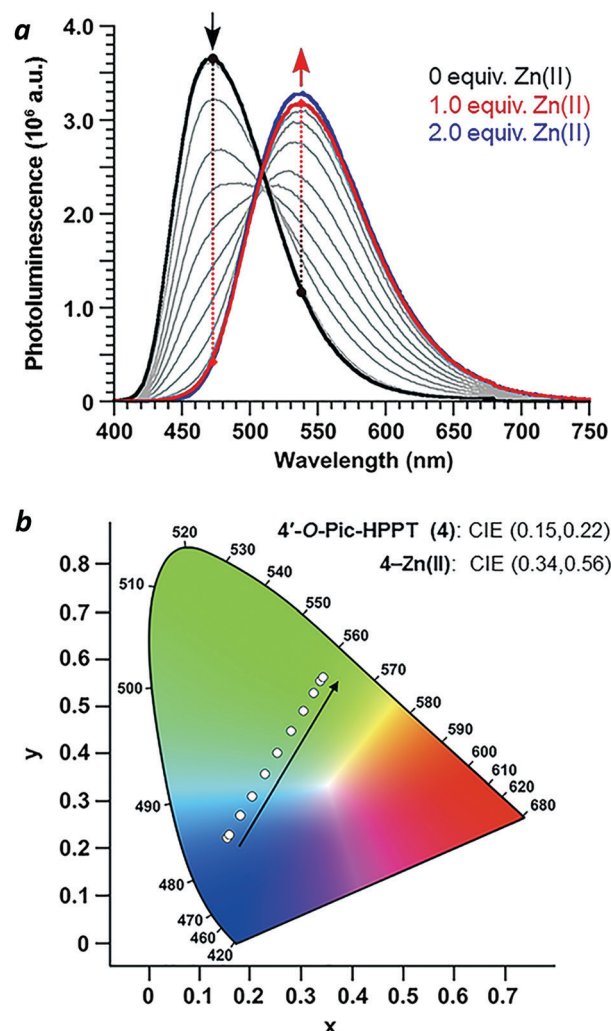 a
4.0
3.0
2.0
1.0
0
Photoluminescence (10⁶ a.u.)
0 equiv. Zn(II)
1.0 equiv. Zn(II)
2.0 equiv. Zn(II)
400 450 500 550 600 650 700 750
Wavelength (nm)
b
4′-O-Pic-HPPT (4): CIE (0.15,0.22)
4–Zn(II): CIE (0.34,0.56)
0.8
0.7
0.6
0.5
0.4
0.3
0.2
0.1
0
y
520
530
540
510
550
560
570
500
580
590
600
610
620
680
490
480
470
460
420
0 0.1 0.2 0.3 0.4 0.5 0.6 0.7
x